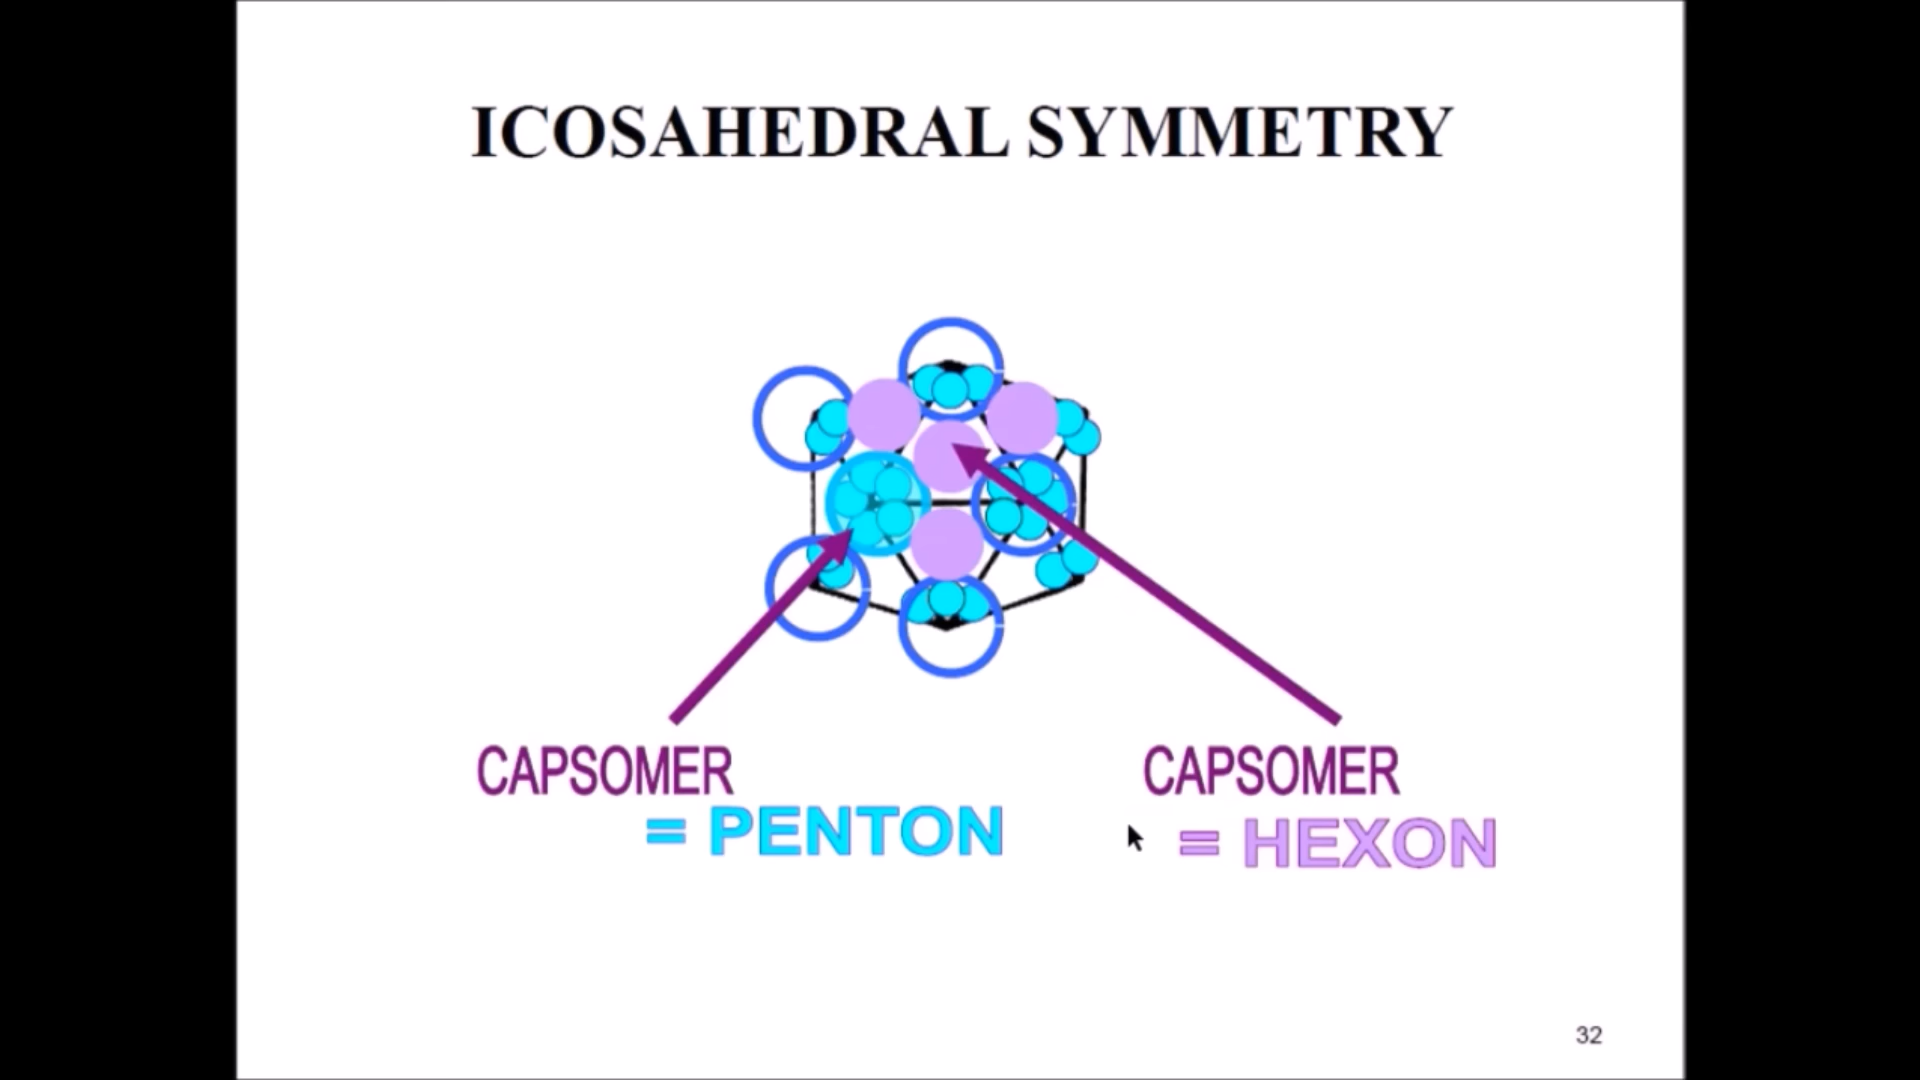 ICOSAHEDRAL SYMMETRY
CAPSOMER
= PENTON
CAPSOMER
= HEXON
32